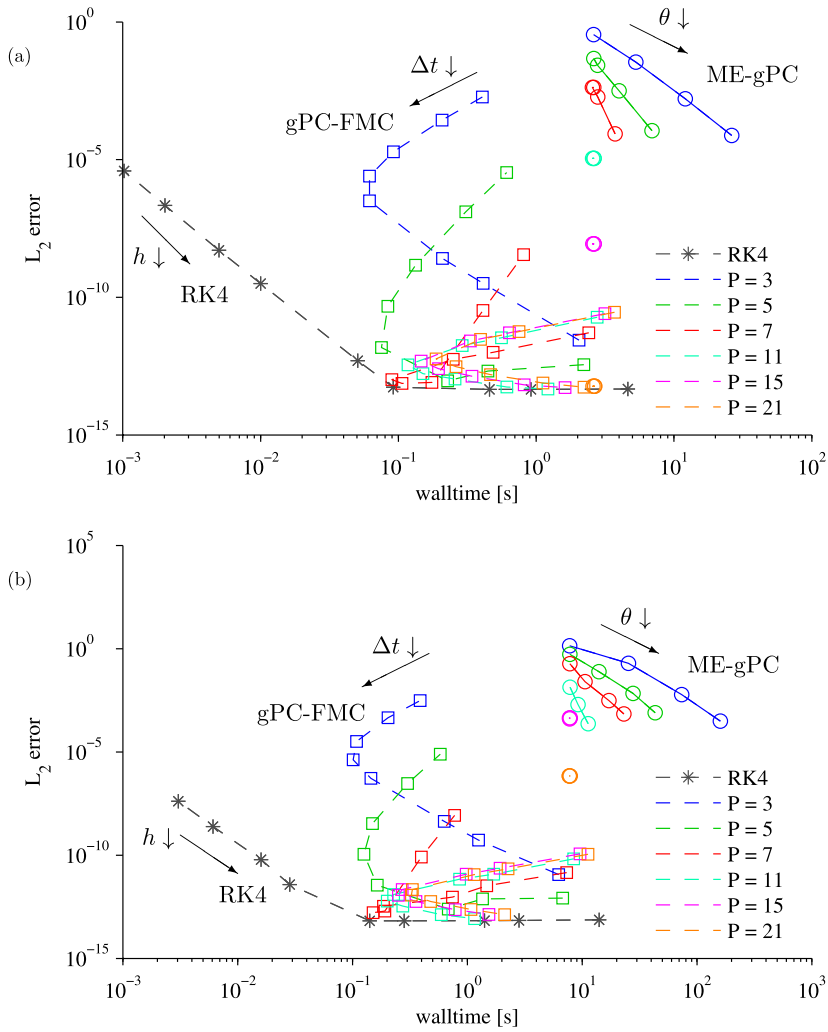 (a)
10^0
10^-5
10^-10
10^-15
L_2 error
10^-3
10^-2
10^-1
10^0
10^1
10^2
walltime [s]
θ ↓
ME-gPC
Δt ↓
gPC-FMC
h ↓
RK4
RK4
P = 3
P = 5
P = 7
P = 11
P = 15
P = 21
(b)
10^5
10^0
10^-5
10^-10
10^-15
L_2 error
10^-3
10^-2
10^-1
10^0
10^1
10^2
10^3
walltime [s]
θ ↓
ME-gPC
Δt ↓
gPC-FMC
h ↓
RK4
RK4
P = 3
P = 5
P = 7
P = 11
P = 15
P = 21